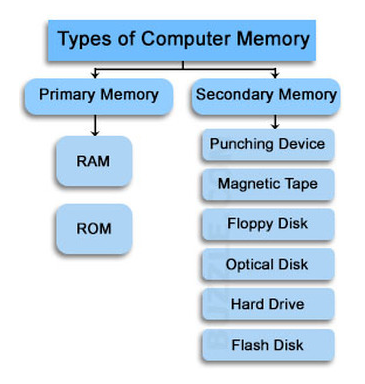 Types of Computer Memory
Primary Memory
Secondary Memory
RAM
ROM
Punching Device
Magnetic Tape
Floppy Disk
Optical Disk
Hard Drive
Flash Disk